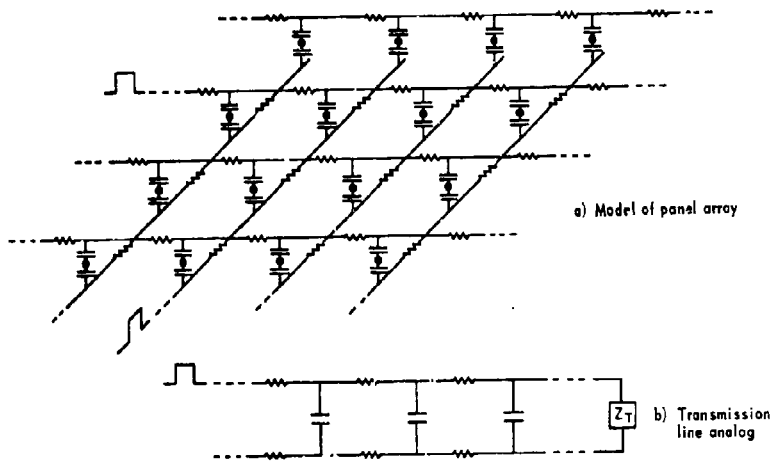 a) Model of panel array
Z_T
b) Transmission
line analog